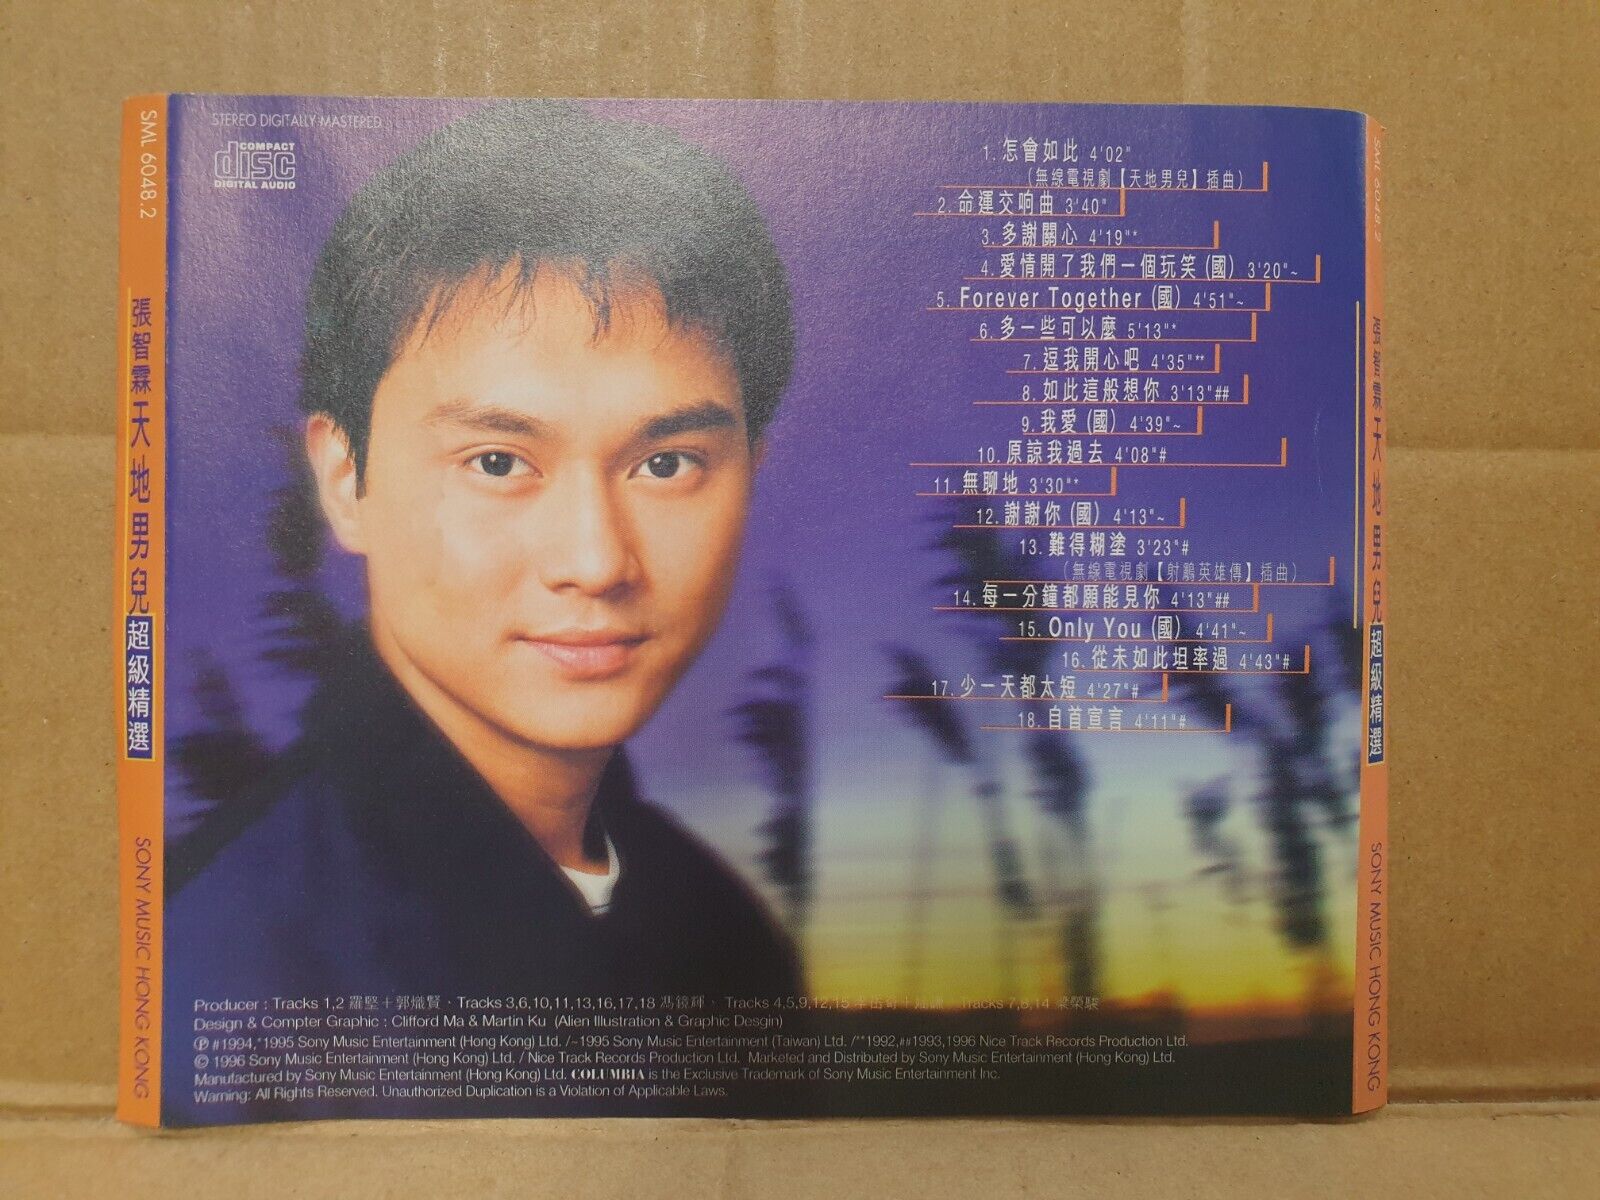 SML 6048.2
張智霖天地男兒超級精選
SONY MUSIC HONG KONG
STEREO DIGITALLY MASTERED
COMPACT
disc
DIGITAL AUDIO
1. 怎會如此 4'02"
(無線電視劇【天地男兒】插曲)
2. 命運交响曲 3'40"
3. 多謝關心 4'19"*
4. 愛情開了我們一個玩笑 (國) 3'20"~
5. Forever Together (國) 4'51"~
6. 多一些可以麼 5'13"*
7. 逗我開心吧 4'35"**
8. 如此這般想你 3'13"##
9. 我愛 (國) 4'39"~
10. 原諒我過去 4'08"#
11. 無聊地 3'30"*
12. 謝謝你 (國) 4'13"~
13. 難得糊塗 3'23"#
(無線電視劇【射鵰英雄傳】插曲)
14. 每一分鐘都願能見你 4'13"##
15. Only You (國) 4'41"~
16. 從未如此坦率過 4'43"#
17. 少一天都太短 4'27"#
18. 自首宣言 4'11"#
Producer : Tracks 1,2 羅堅＋郭熾賢、Tracks 3,6,10,11,13,16,17,18 馮鏡輝、Tracks 4,5,9,12,15 Tracks 7,8,14 梁榮駿
Design & Compter Graphic : Clifford Ma & Martin Ku (Alien Illustration & Graphic Desgin)
Ⓟ #1994,*1995 Sony Music Entertainment (Hong Kong) Ltd. /~1995 Sony Music Entertainment (Taiwan) Ltd. /**1992,##1993,1996 Nice Track Records Production Ltd.
© 1996 Sony Music Entertainment (Hong Kong) Ltd. / Nice Track Records Production Ltd. Marketed and Distributed by Sony Music Entertainment (Hong Kong) Ltd.
Manufactured by Sony Music Entertainment (Hong Kong) Ltd. COLUMBIA is the Exclusive Trademark of Sony Music Entertainment Inc.
Warning: All Rights Reserved. Unauthorized Duplication is a Violation of Applicable Laws.
SML 6048.2
張智霖天地男兒超級精選
SONY MUSIC HONG KONG